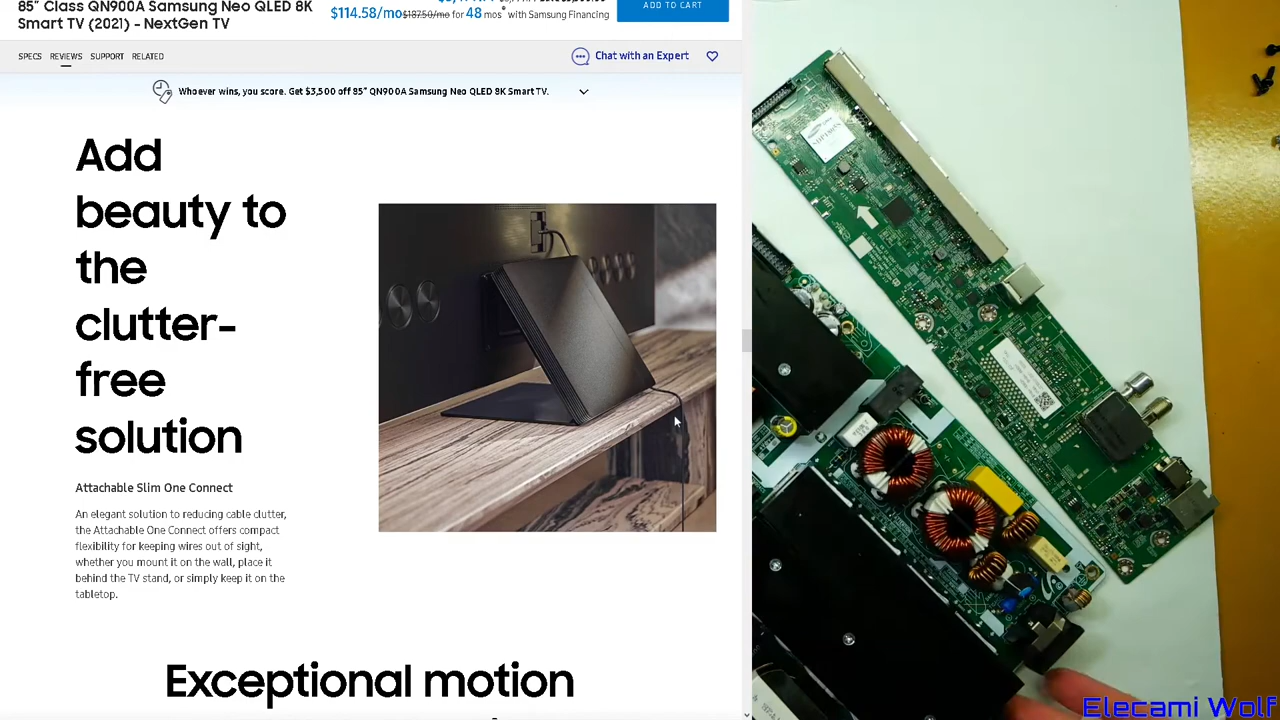 85” Class QN900A Samsung Neo QLED 8K
Smart TV (2021) - NextGen TV
$114.58/mo $187.50/mo for 48 mos with Samsung Financing
ADD TO CART
SPECS REVIEWS SUPPORT RELATED
Chat with an Expert
Whoever wins, you score. Get $3,500 off 85” QN900A Samsung Neo QLED 8K Smart TV.
Add
beauty to
the
clutter-
free
solution
Attachable Slim One Connect
An elegant solution to reducing cable clutter,
the Attachable One Connect offers compact
flexibility for keeping wires out of sight,
whether you mount it on the wall, place it
behind the TV stand, or simply keep it on the
tabletop.
Exceptional motion
Elecami Wolf